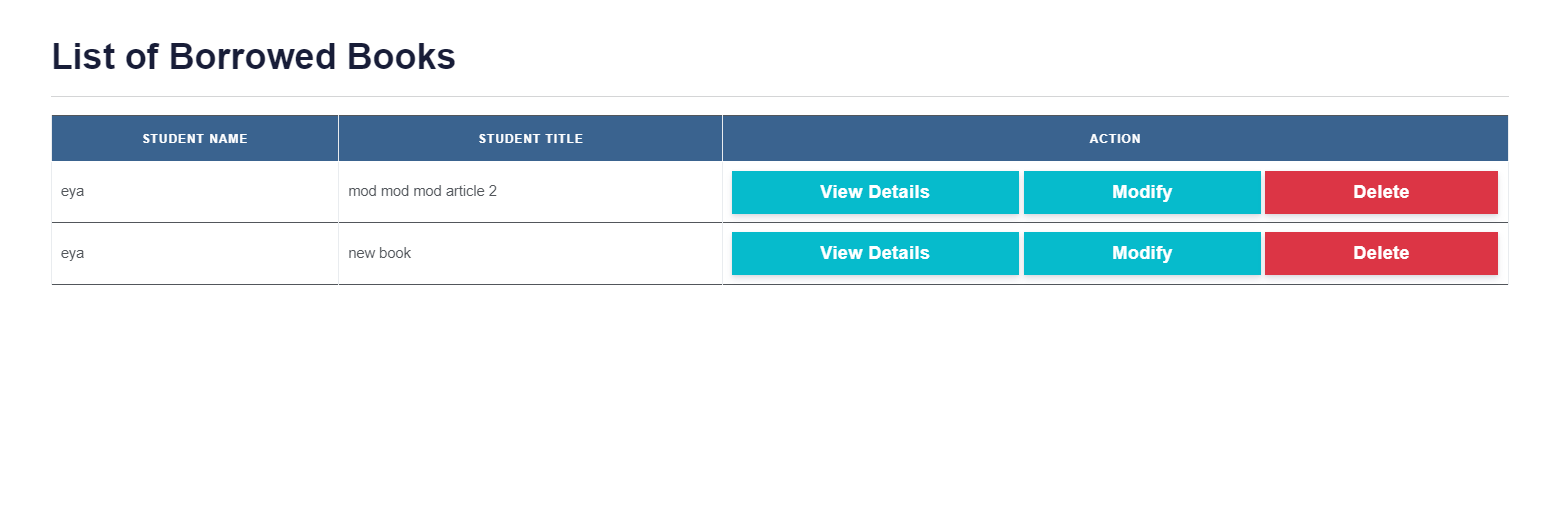 List of Borrowed Books
STUDENT NAME STUDENT TITLE ACTION
eya mod mod mod article 2 View Details Modify Delete
eya new book View Details Modify Delete